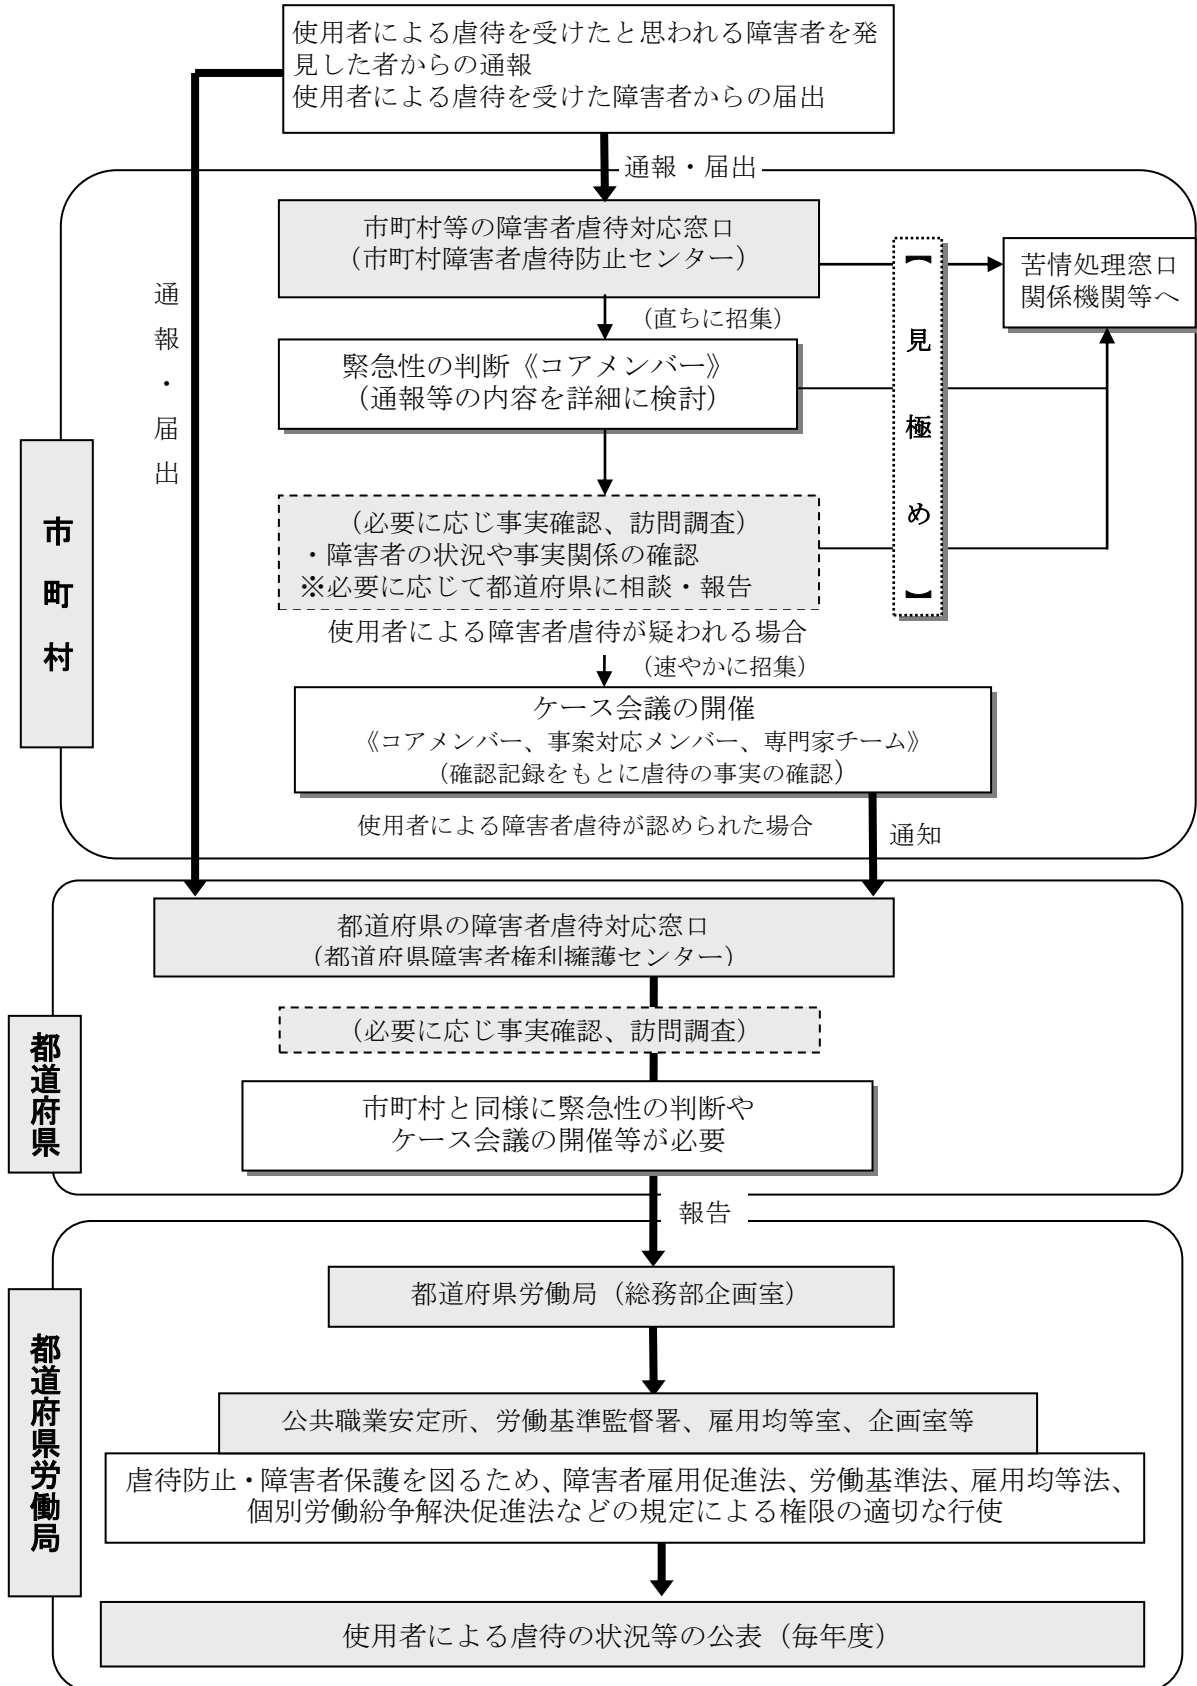 使用者による虐待を受けたと思われる障害者を発
見した者からの通報
使用者による虐待を受けた障害者からの届出
通報・届出
通報・届出
市町村
市町村等の障害者虐待対応窓口
（市町村障害者虐待防止センター）
【見極め】
苦情処理窓口
関係機関等へ
（直ちに招集）
緊急性の判断《コアメンバー》
（通報等の内容を詳細に検討）
（必要に応じ事実確認、訪問調査）
・障害者の状況や事実関係の確認
※必要に応じて都道府県に相談・報告
使用者による障害者虐待が疑われる場合
（速やかに招集）
ケース会議の開催
《コアメンバー、事案対応メンバー、専門家チーム》
（確認記録をもとに虐待の事実の確認）
使用者による障害者虐待が認められた場合
通知
都道府県
都道府県の障害者虐待対応窓口
（都道府県障害者権利擁護センター）
（必要に応じ事実確認、訪問調査）
市町村と同様に緊急性の判断や
ケース会議の開催等が必要
報告
都道府県労働局
都道府県労働局（総務部企画室）
公共職業安定所、労働基準監督署、雇用均等室、企画室等
虐待防止・障害者保護を図るため、障害者雇用促進法、労働基準法、雇用均等法、
個別労働紛争解決促進法などの規定による権限の適切な行使
使用者による虐待の状況等の公表（毎年度）